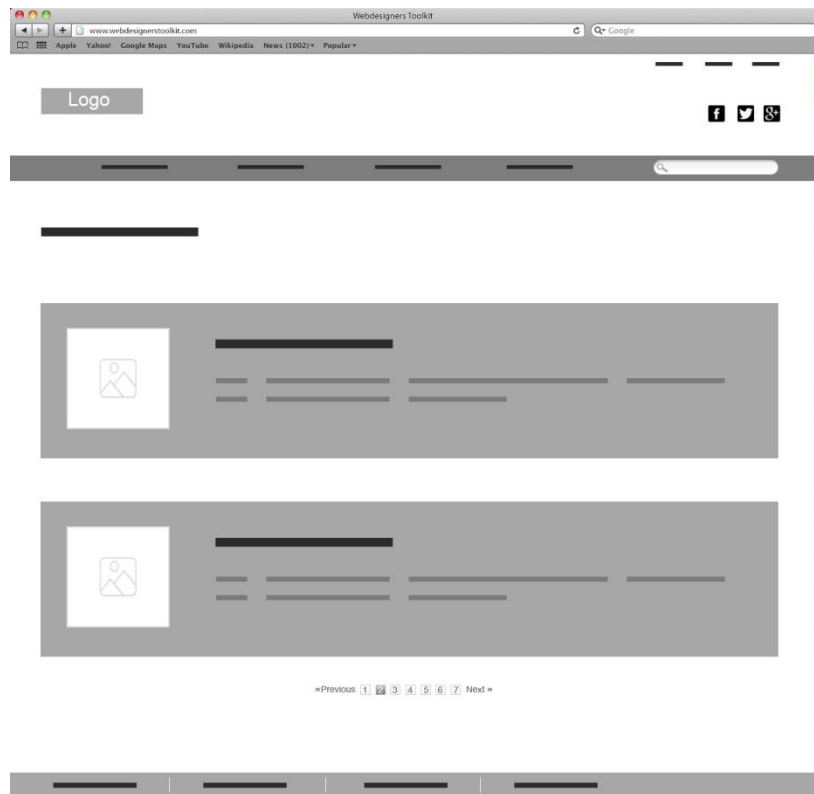 Webdesigners Toolkit
www.webdesignerstoolkit.com
Google
Apple Yahoo! Google Maps YouTube Wikipedia News (1002) Popular
Logo
f g+
«Previous 1 2 3 4 5 6 7 Next »